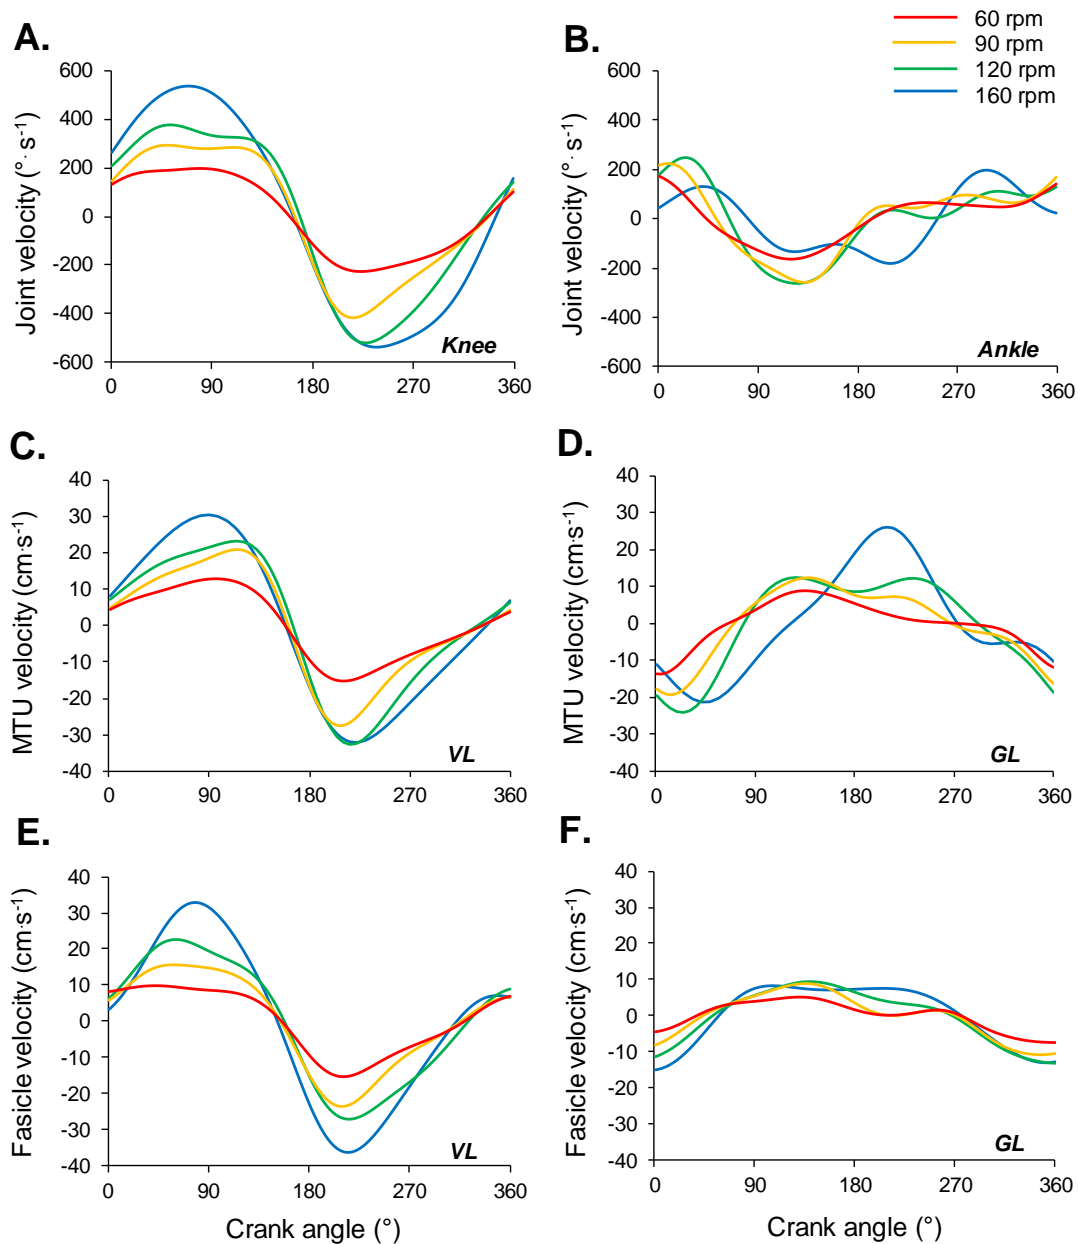 A.
B.
60 rpm
90 rpm
120 rpm
160 rpm
600
400
200
0
-200
-400
-600
Joint velocity (°· s-1)
0 90 180 270 360
Knee
600
400
200
0
-200
-400
-600
Joint velocity (°· s-1)
0 90 180 270 360
Ankle
C.
40
30
20
10
0
-10
-20
-30
-40
MTU velocity (cm·s-1)
0 90 180 270 360
VL
D.
40
30
20
10
0
-10
-20
-30
-40
MTU velocity (cm·s-1)
0 90 180 270 360
GL
E.
40
30
20
10
0
-10
-20
-30
-40
Fasicle velocity (cm·s-1)
0 90 180 270 360
VL
Crank angle (°)
F.
40
30
20
10
0
-10
-20
-30
-40
Fasicle velocity (cm·s-1)
0 90 180 270 360
GL
Crank angle (°)